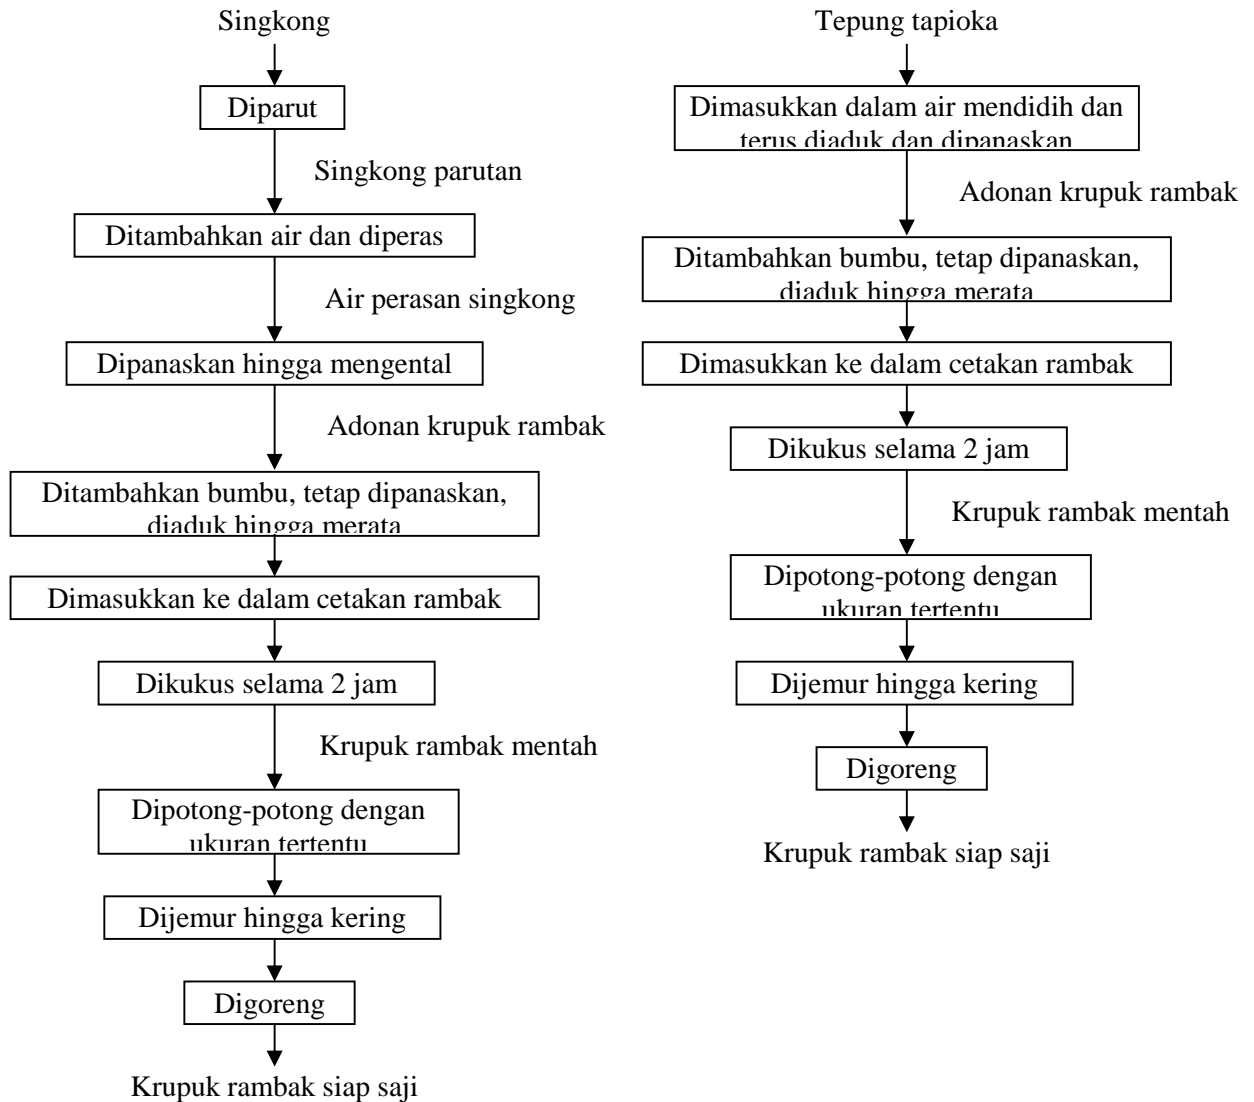 Singkong
Diparut
Singkong parutan
Ditambahkan air dan diperas
Air perasan singkong
Dipanaskan hingga mengental
Adonan krupuk rambak
Ditambahkan bumbu, tetap dipanaskan,
diaduk hingga merata
Dimasukkan ke dalam cetakan rambak
Dikukus selama 2 jam
Krupuk rambak mentah
Dipotong-potong dengan
ukuran tertentu
Dijemur hingga kering
Digoreng
Krupuk rambak siap saji
Tepung tapioka
Dimasukkan dalam air mendidih dan
terus diaduk dan dipanaskan
Adonan krupuk rambak
Ditambahkan bumbu, tetap dipanaskan,
diaduk hingga merata
Dimasukkan ke dalam cetakan rambak
Dikukus selama 2 jam
Krupuk rambak mentah
Dipotong-potong dengan
ukuran tertentu
Dijemur hingga kering
Digoreng
Krupuk rambak siap saji